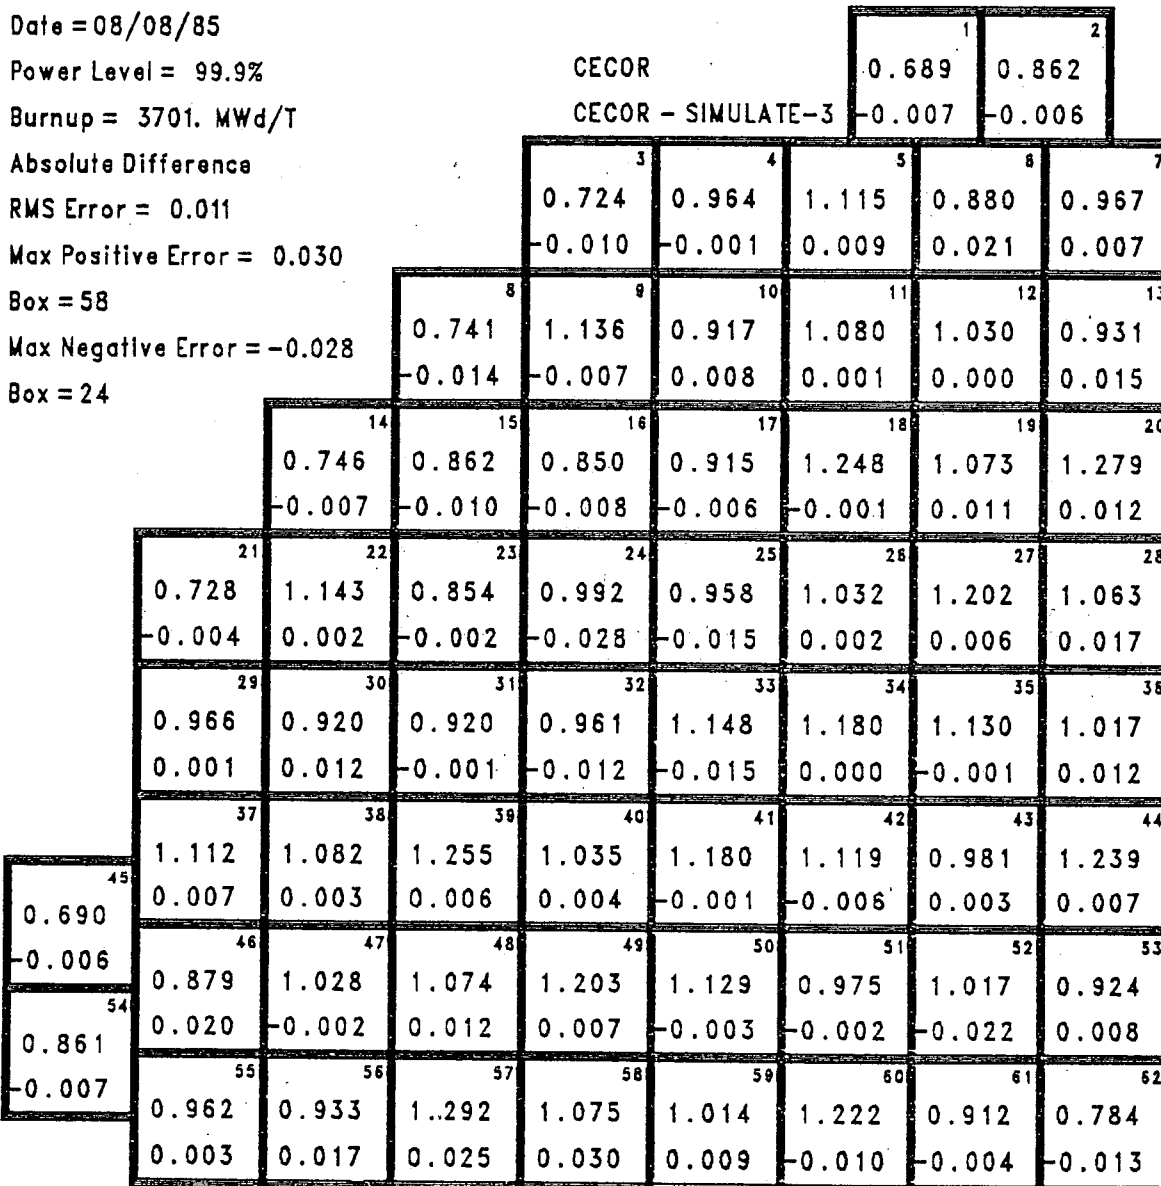 Date = 08/08/85
Power Level = 99.9%
Burnup = 3701. MWd/T
Absolute Difference
RMS Error = 0.011
Max Positive Error = 0.030
Box = 58
Max Negative Error = -0.028
Box = 24
CECOR
CECOR - SIMULATE-3
1 2
0.689 0.862
-0.007 -0.006
3 4 5 6 7
0.724 0.964 1.115 0.880 0.967
-0.010 -0.001 0.009 0.021 0.007
8 9 10 11 12 13
0.741 1.136 0.917 1.080 1.030 0.931
-0.014 -0.007 0.008 0.001 0.000 0.015
14 15 16 17 18 19 20
0.746 0.862 0.850 0.915 1.248 1.073 1.279
-0.007 -0.010 -0.008 -0.006 -0.001 0.011 0.012
21 22 23 24 25 26 27 28
0.728 1.143 0.854 0.992 0.958 1.032 1.202 1.063
-0.004 0.002 -0.002 -0.028 -0.015 0.002 0.006 0.017
29 30 31 32 33 34 35 36
0.966 0.920 0.920 0.961 1.148 1.180 1.130 1.017
0.001 0.012 -0.001 -0.012 -0.015 0.000 -0.001 0.012
37 38 39 40 41 42 43 44
1.112 1.082 1.255 1.035 1.180 1.119 0.981 1.239
0.007 0.003 0.006 0.004 -0.001 -0.006 0.003 0.007
45
0.690
-0.006
46 47 48 49 50 51 52 53
0.879 1.028 1.074 1.203 1.129 0.975 1.017 0.924
0.020 -0.002 0.012 0.007 -0.003 -0.002 -0.022 0.008
54
0.861
-0.007
55 56 57 58 59 60 61 62
0.962 0.933 1.292 1.075 1.014 1.222 0.912 0.784
0.003 0.017 0.025 0.030 0.009 -0.010 -0.004 -0.013